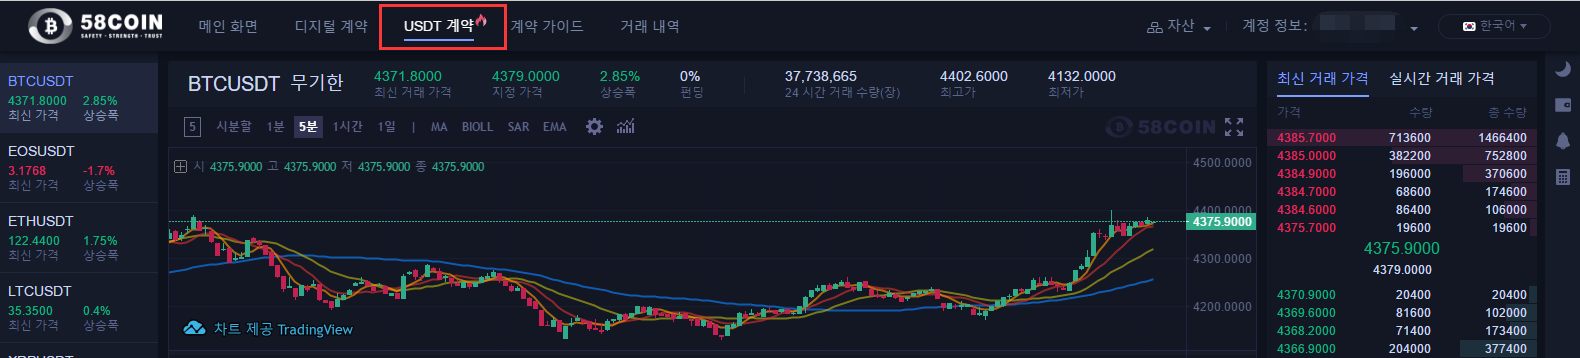 58COIN
SAFETY · STRENGTH · TRUST
메인 화면 디지털 계약 USDT 계약 계약 가이드 거래 내역 자산 계정 정보: 한국어
BTCUSDT
4371.8000 2.85%
최신 가격 상승폭
EOSUSDT
3.1768 -1.7%
최신 가격 상승폭
ETHUSDT
122.4400 1.75%
최신 가격 상승폭
LTCUSDT
35.3500 0.4%
최신 가격 상승폭
BTCUSDT 무기한
4371.8000 4379.0000 2.85% 0% 37,738,665 4402.6000 4132.0000
최신 거래 가격 지정 가격 상승폭 펀딩 24 시간 거래 수량(장) 최고가 최저가
5 시분할 1분 5분 1시간 1일 | MA BIOLL SAR EMA
58COIN
시 4375.9000 고 4375.9000 저 4375.9000 종 4375.9000
4500.0000
4400.0000
4375.9000
4300.0000
4200.0000
차트 제공 TradingView
최신 거래 가격 실시간 거래 가격
가격 수량 총 수량
4385.7000 713600 1466400
4385.0000 382200 752800
4384.9000 196000 370600
4384.7000 68600 174600
4384.6000 86400 106000
4375.7000 19600 19600
4375.9000
4379.0000
4370.9000 20400 20400
4369.6000 81600 102000
4368.2000 71400 173400
4366.9000 204000 377400